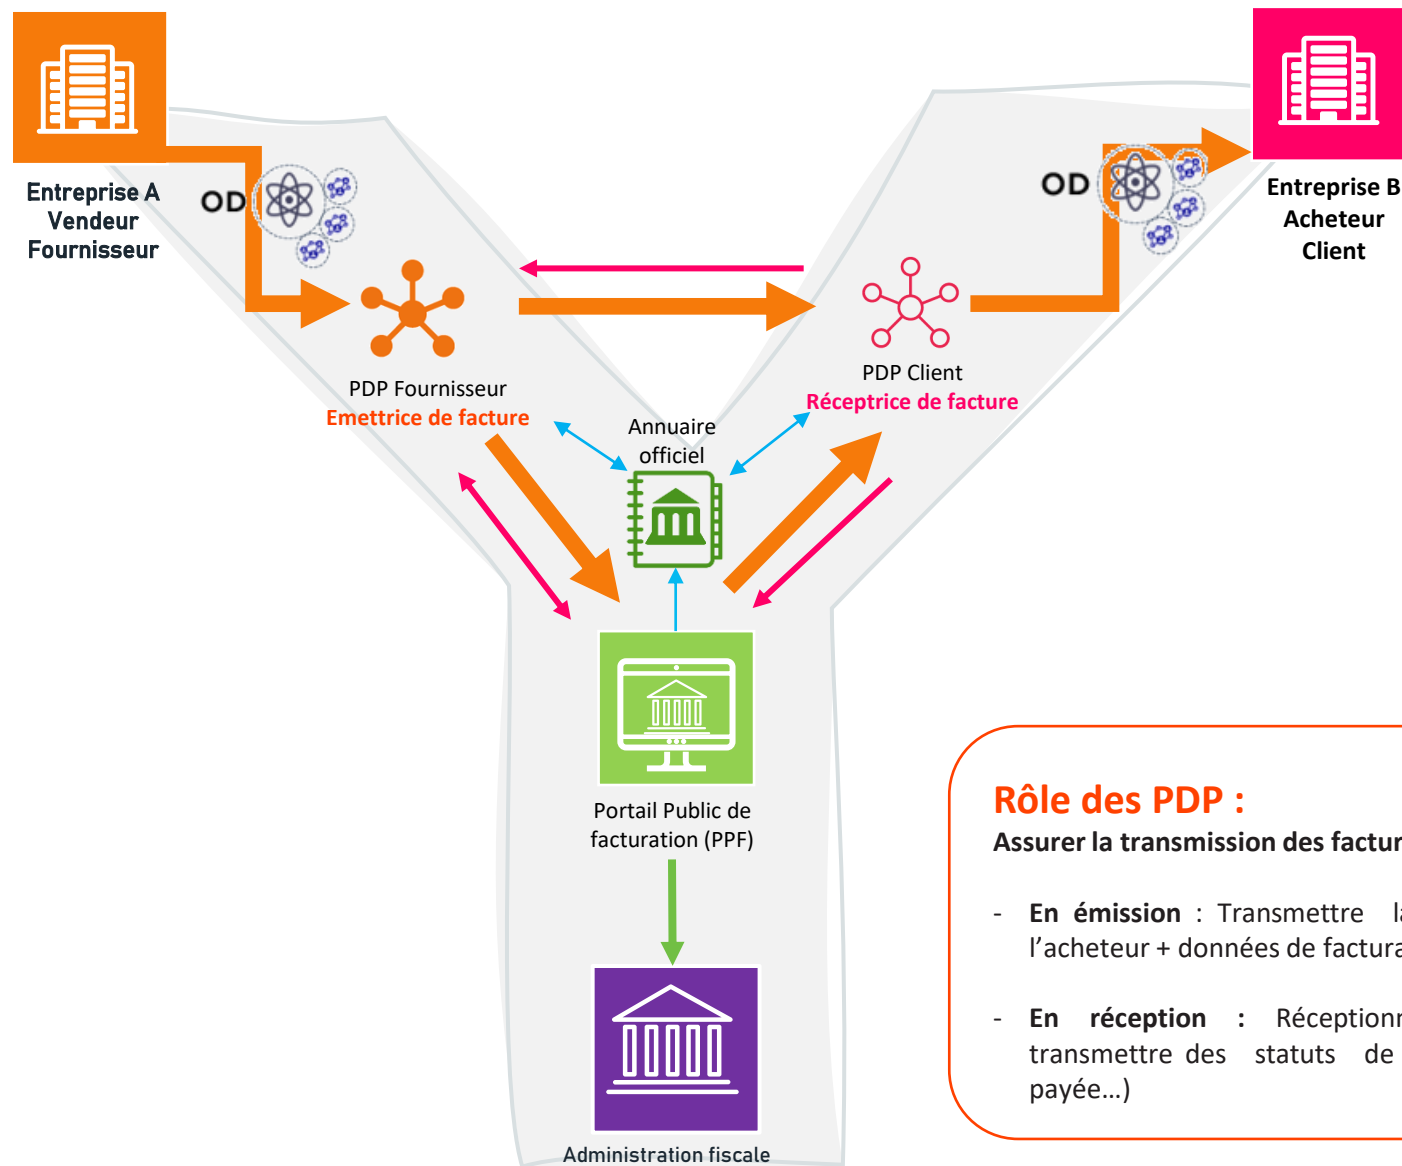 Entreprise A
Vendeur
Fournisseur
OD
OD
Entreprise B
Acheteur
Client
PDP Fournisseur
Emettrice de facture
PDP Client
Réceptrice de facture
Annuaire
officiel
Portail Public de
facturation (PPF)
Administration fiscale
Rôle des PDP :
Assurer la transmission des factur
- En émission : Transmettre la
l’acheteur + données de factura
- En réception : Réceptionn
transmettre des statuts de
payée...)